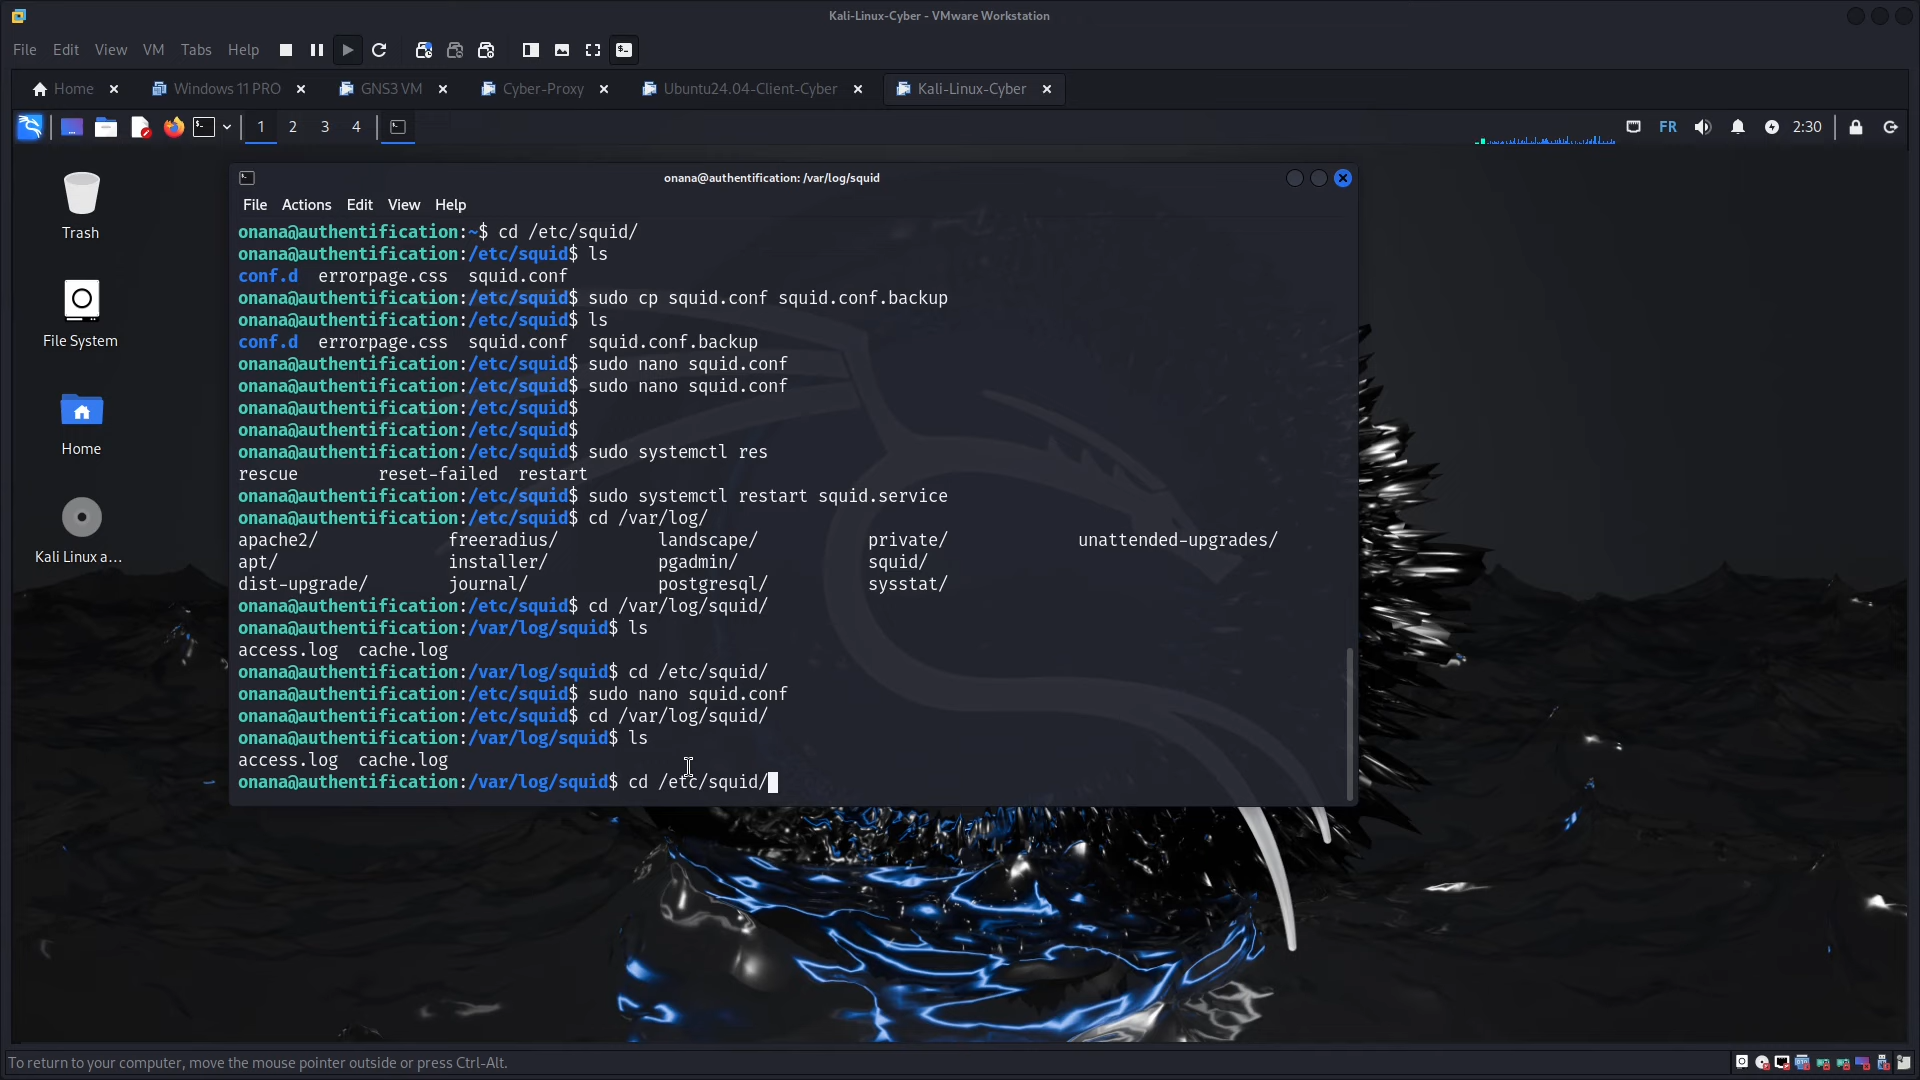 Kali-Linux-Cyber - VMware Workstation
File Edit View VM Tabs Help
Home Windows 11 PRO GNS3 VM Cyber-Proxy Ubuntu24.04-Client-Cyber Kali-Linux-Cyber
1 2 3 4 FR 2:30
onana@authentification: /var/log/squid
File Actions Edit View Help
Trash
File System
Home
Kali Linux a...
onana@authentification:~$ cd /etc/squid/
onana@authentification:/etc/squid$ ls
conf.d errorpage.css squid.conf
onana@authentification:/etc/squid$ sudo cp squid.conf squid.conf.backup
onana@authentification:/etc/squid$ ls
conf.d errorpage.css squid.conf squid.conf.backup
onana@authentification:/etc/squid$ sudo nano squid.conf
onana@authentification:/etc/squid$ sudo nano squid.conf
onana@authentification:/etc/squid$
onana@authentification:/etc/squid$
onana@authentification:/etc/squid$ sudo systemctl res
rescue reset-failed restart
onana@authentification:/etc/squid$ sudo systemctl restart squid.service
onana@authentification:/etc/squid$ cd /var/log/
apache2/ freeradius/ landscape/ private/ unattended-upgrades/
apt/ installer/ pgadmin/ squid/
dist-upgrade/ journal/ postgresql/ sysstat/
onana@authentification:/etc/squid$ cd /var/log/squid/
onana@authentification:/var/log/squid$ ls
access.log cache.log
onana@authentification:/var/log/squid$ cd /etc/squid/
onana@authentification:/etc/squid$ sudo nano squid.conf
onana@authentification:/etc/squid$ cd /var/log/squid/
onana@authentification:/var/log/squid$ ls
access.log cache.log
onana@authentification:/var/log/squid$ cd /etc/squid/
To return to your computer, move the mouse pointer outside or press Ctrl-Alt.